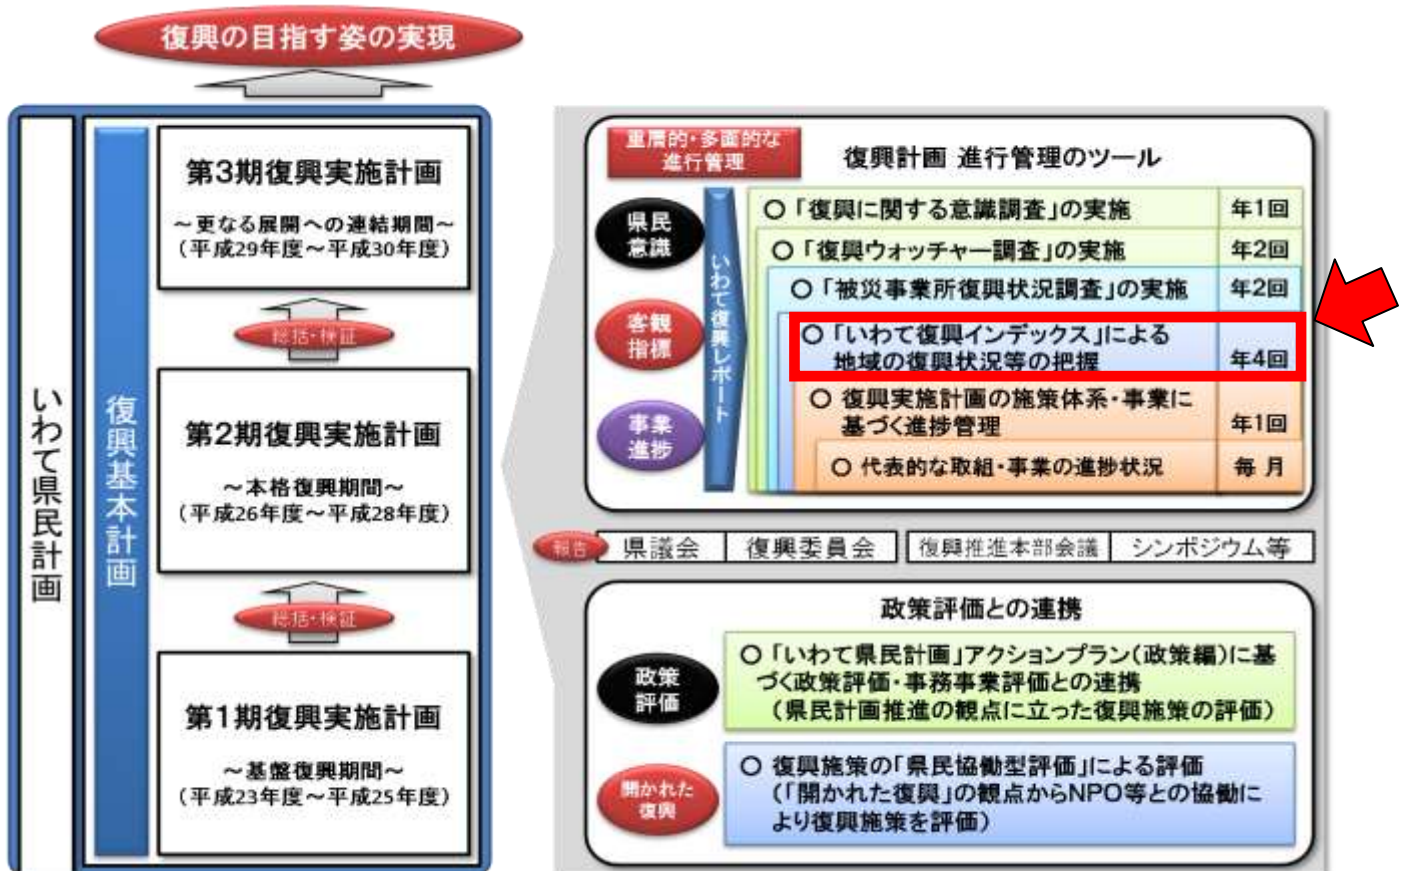 復興の目指す姿の実現
いわて県民計画
復興基本計画
第3期復興実施計画
～更なる展開への連結期間～
（平成29年度～平成30年度）
総括・検証
第2期復興実施計画
～本格復興期間～
（平成26年度～平成28年度）
総括・検証
第1期復興実施計画
～基盤復興期間～
（平成23年度～平成25年度）
重層的・多面的な
進行管理
復興計画 進行管理のツール
県民
意識
客観
指標
事業
進捗
いわて復興レポート
○「復興に関する意識調査」の実施 年1回
○「復興ウォッチャー調査」の実施 年2回
○「被災事業所復興状況調査」の実施 年2回
○「いわて復興インデックス」による
地域の復興状況等の把握 年4回
○ 復興実施計画の施策体系・事業に
基づく進捗管理 年1回
○ 代表的な取組・事業の進捗状況 毎 月
報告 県議会 復興委員会 復興推進本部会議 シンポジウム等
政策評価との連携
政策
評価
○「いわて県民計画」アクションプラン（政策編）に基
づく政策評価・事務事業評価との連携
（県民計画推進の観点に立った復興施策の評価）
開かれた
復興
○ 復興施策の「県民協働型評価」による評価
（「開かれた復興」の観点からNPO等との協働に
より復興施策を評価）